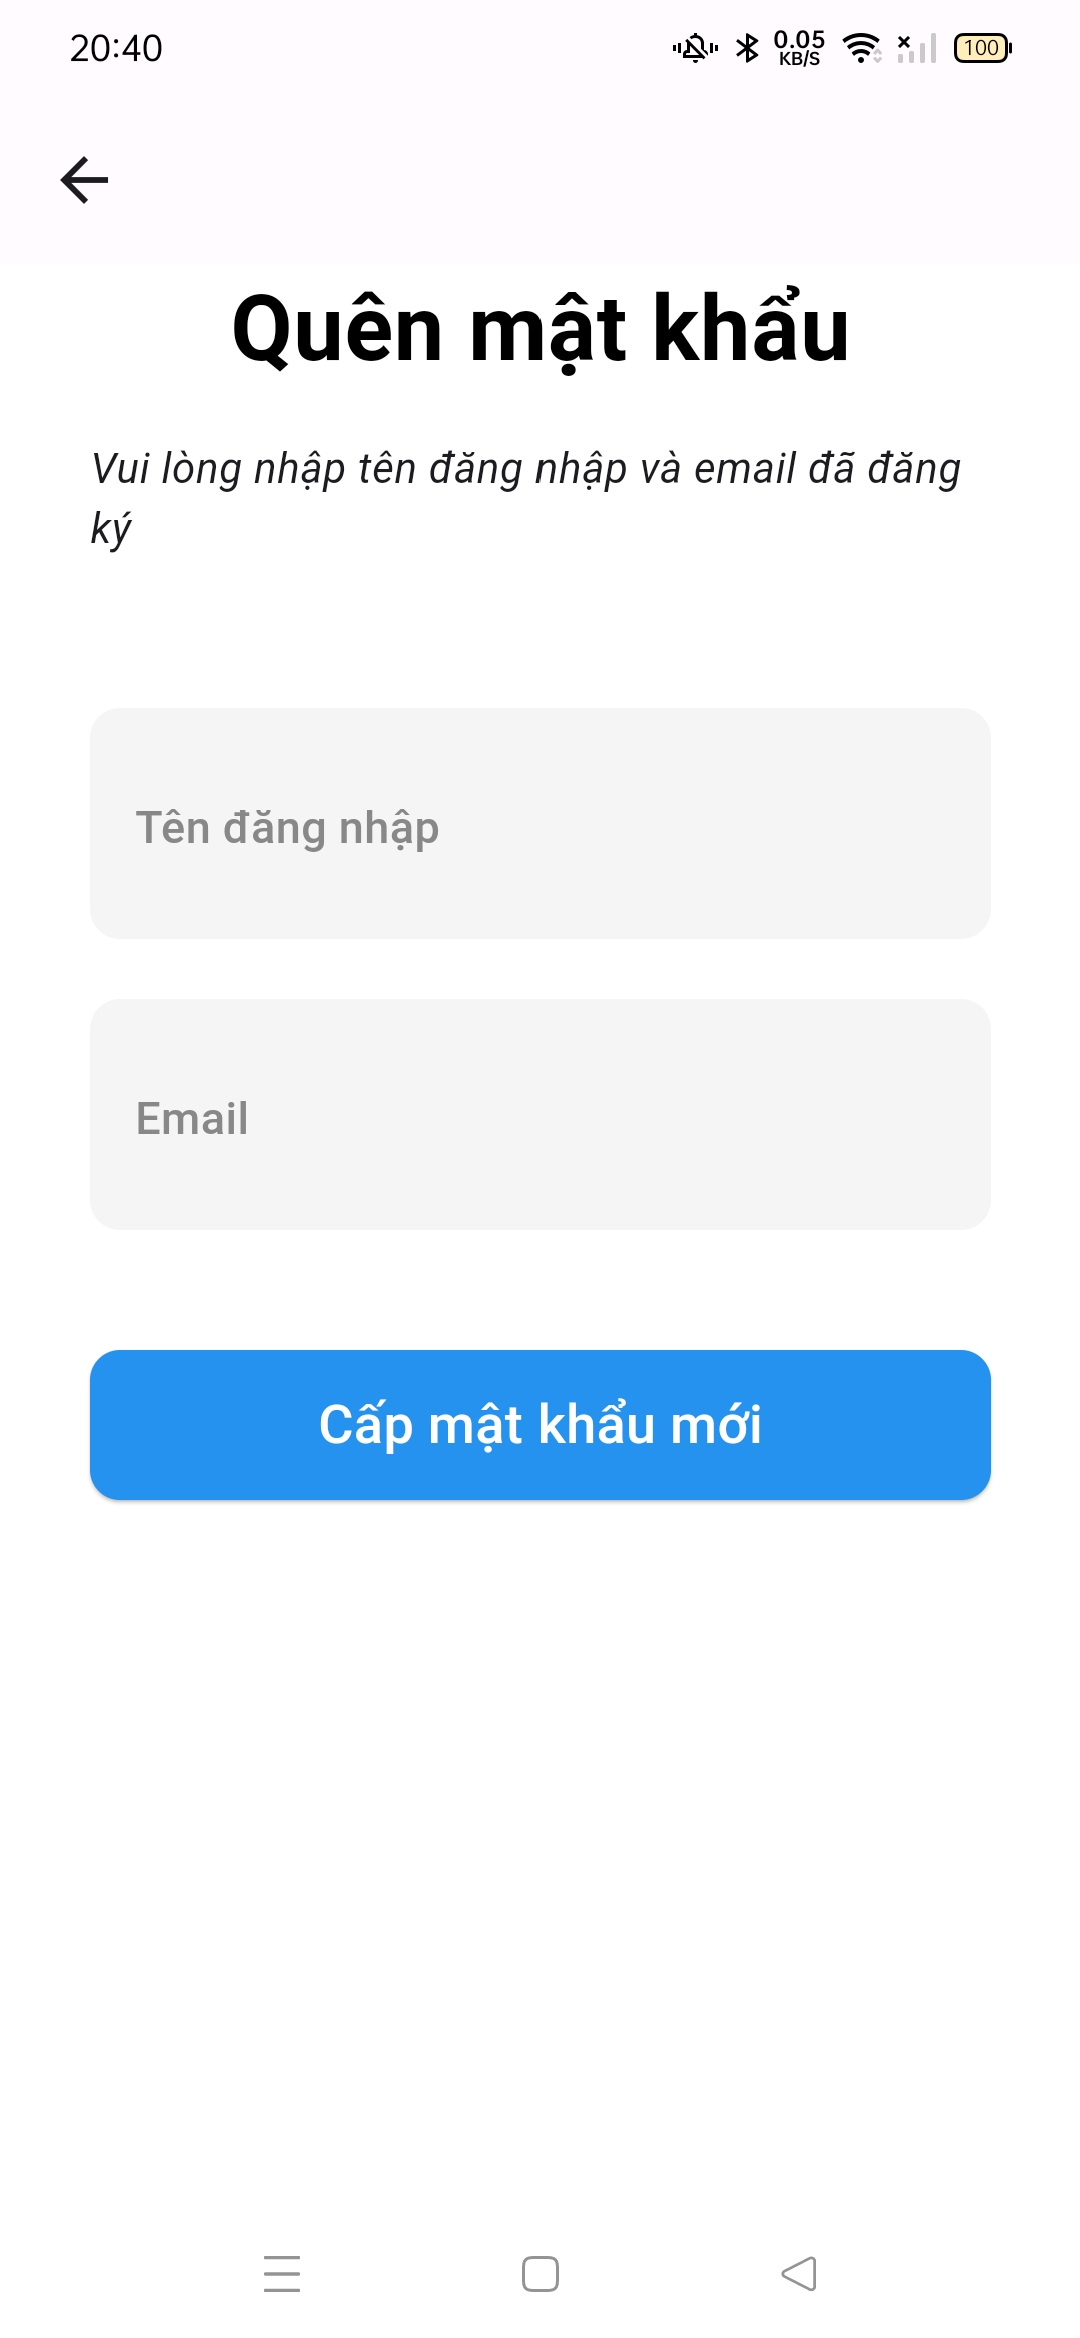 20:40
0.05
KB/S
100
Quên mật khẩu
Vui lòng nhập tên đăng nhập và email đã đăng
ký
Tên đăng nhập
Email
Cấp mật khẩu mới